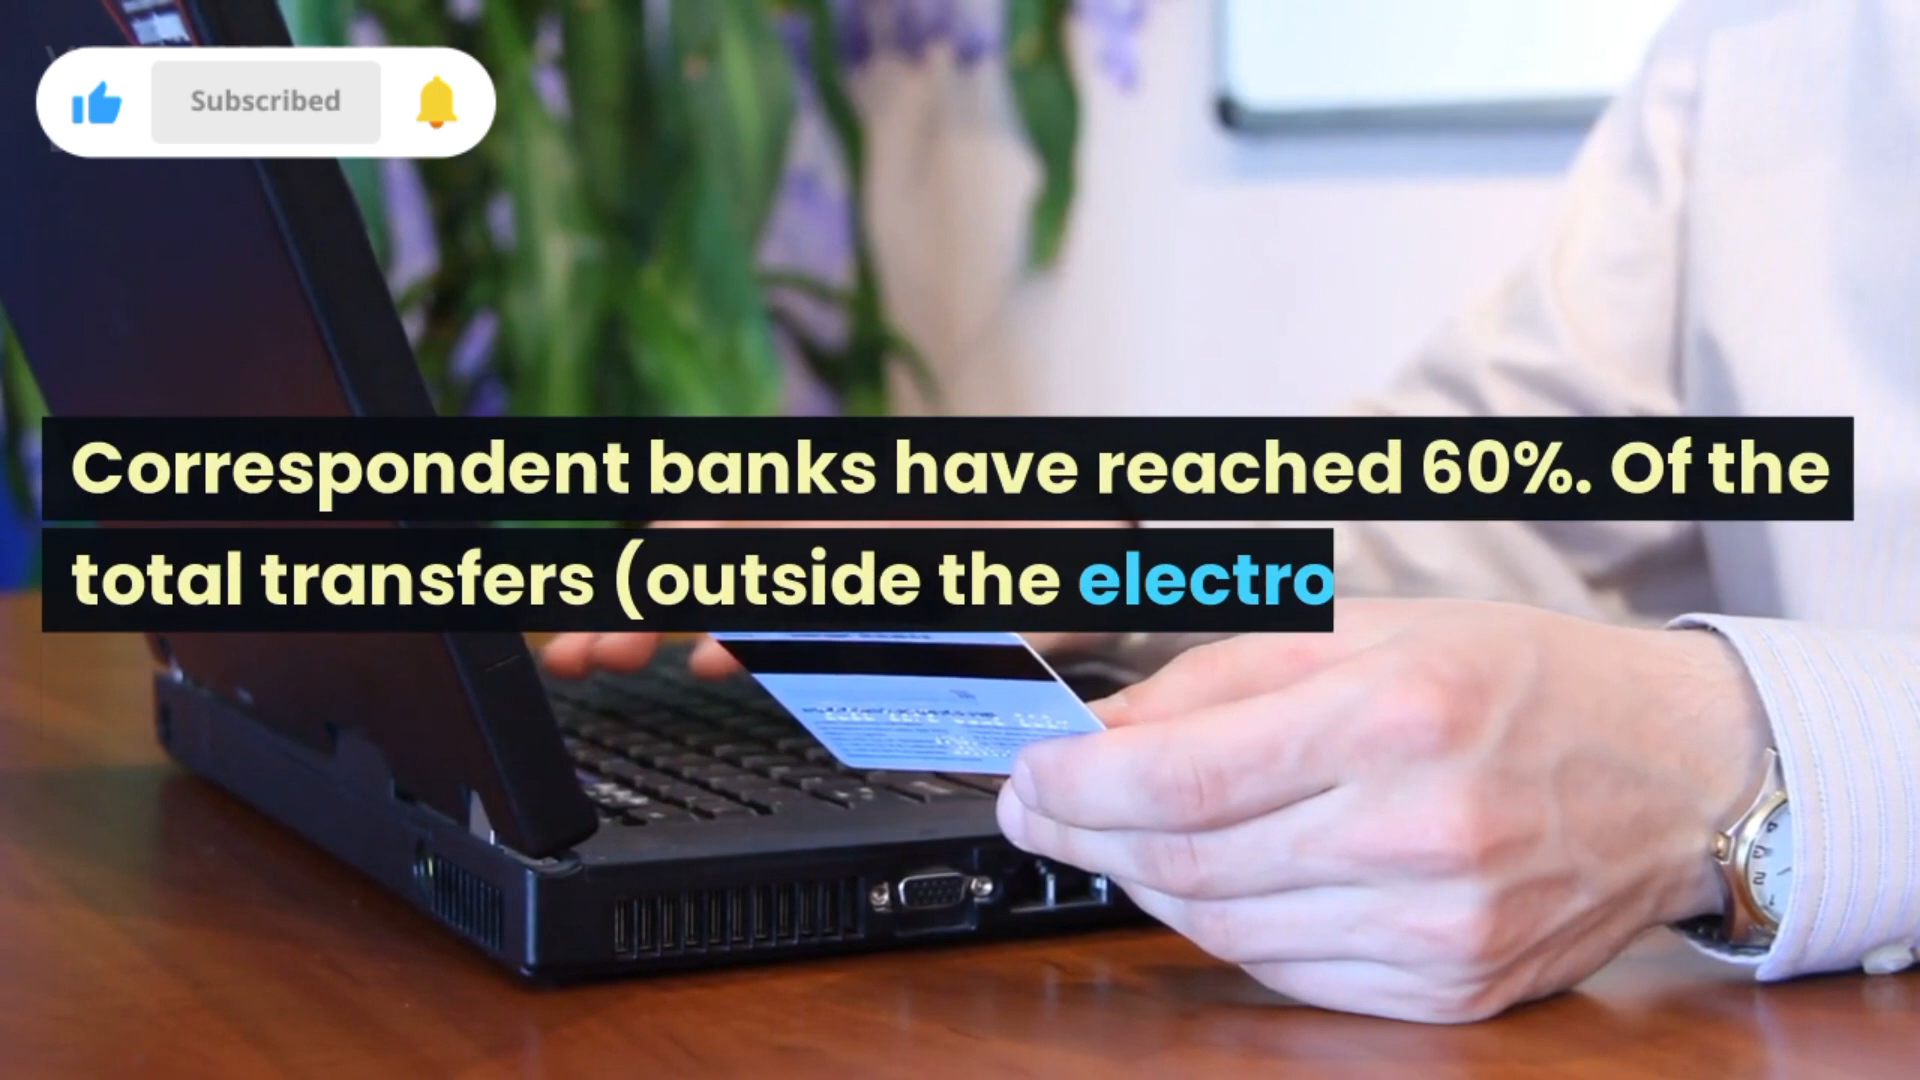 Subscribed
Correspondent banks have reached 60%. Of the
total transfers (outside the electro